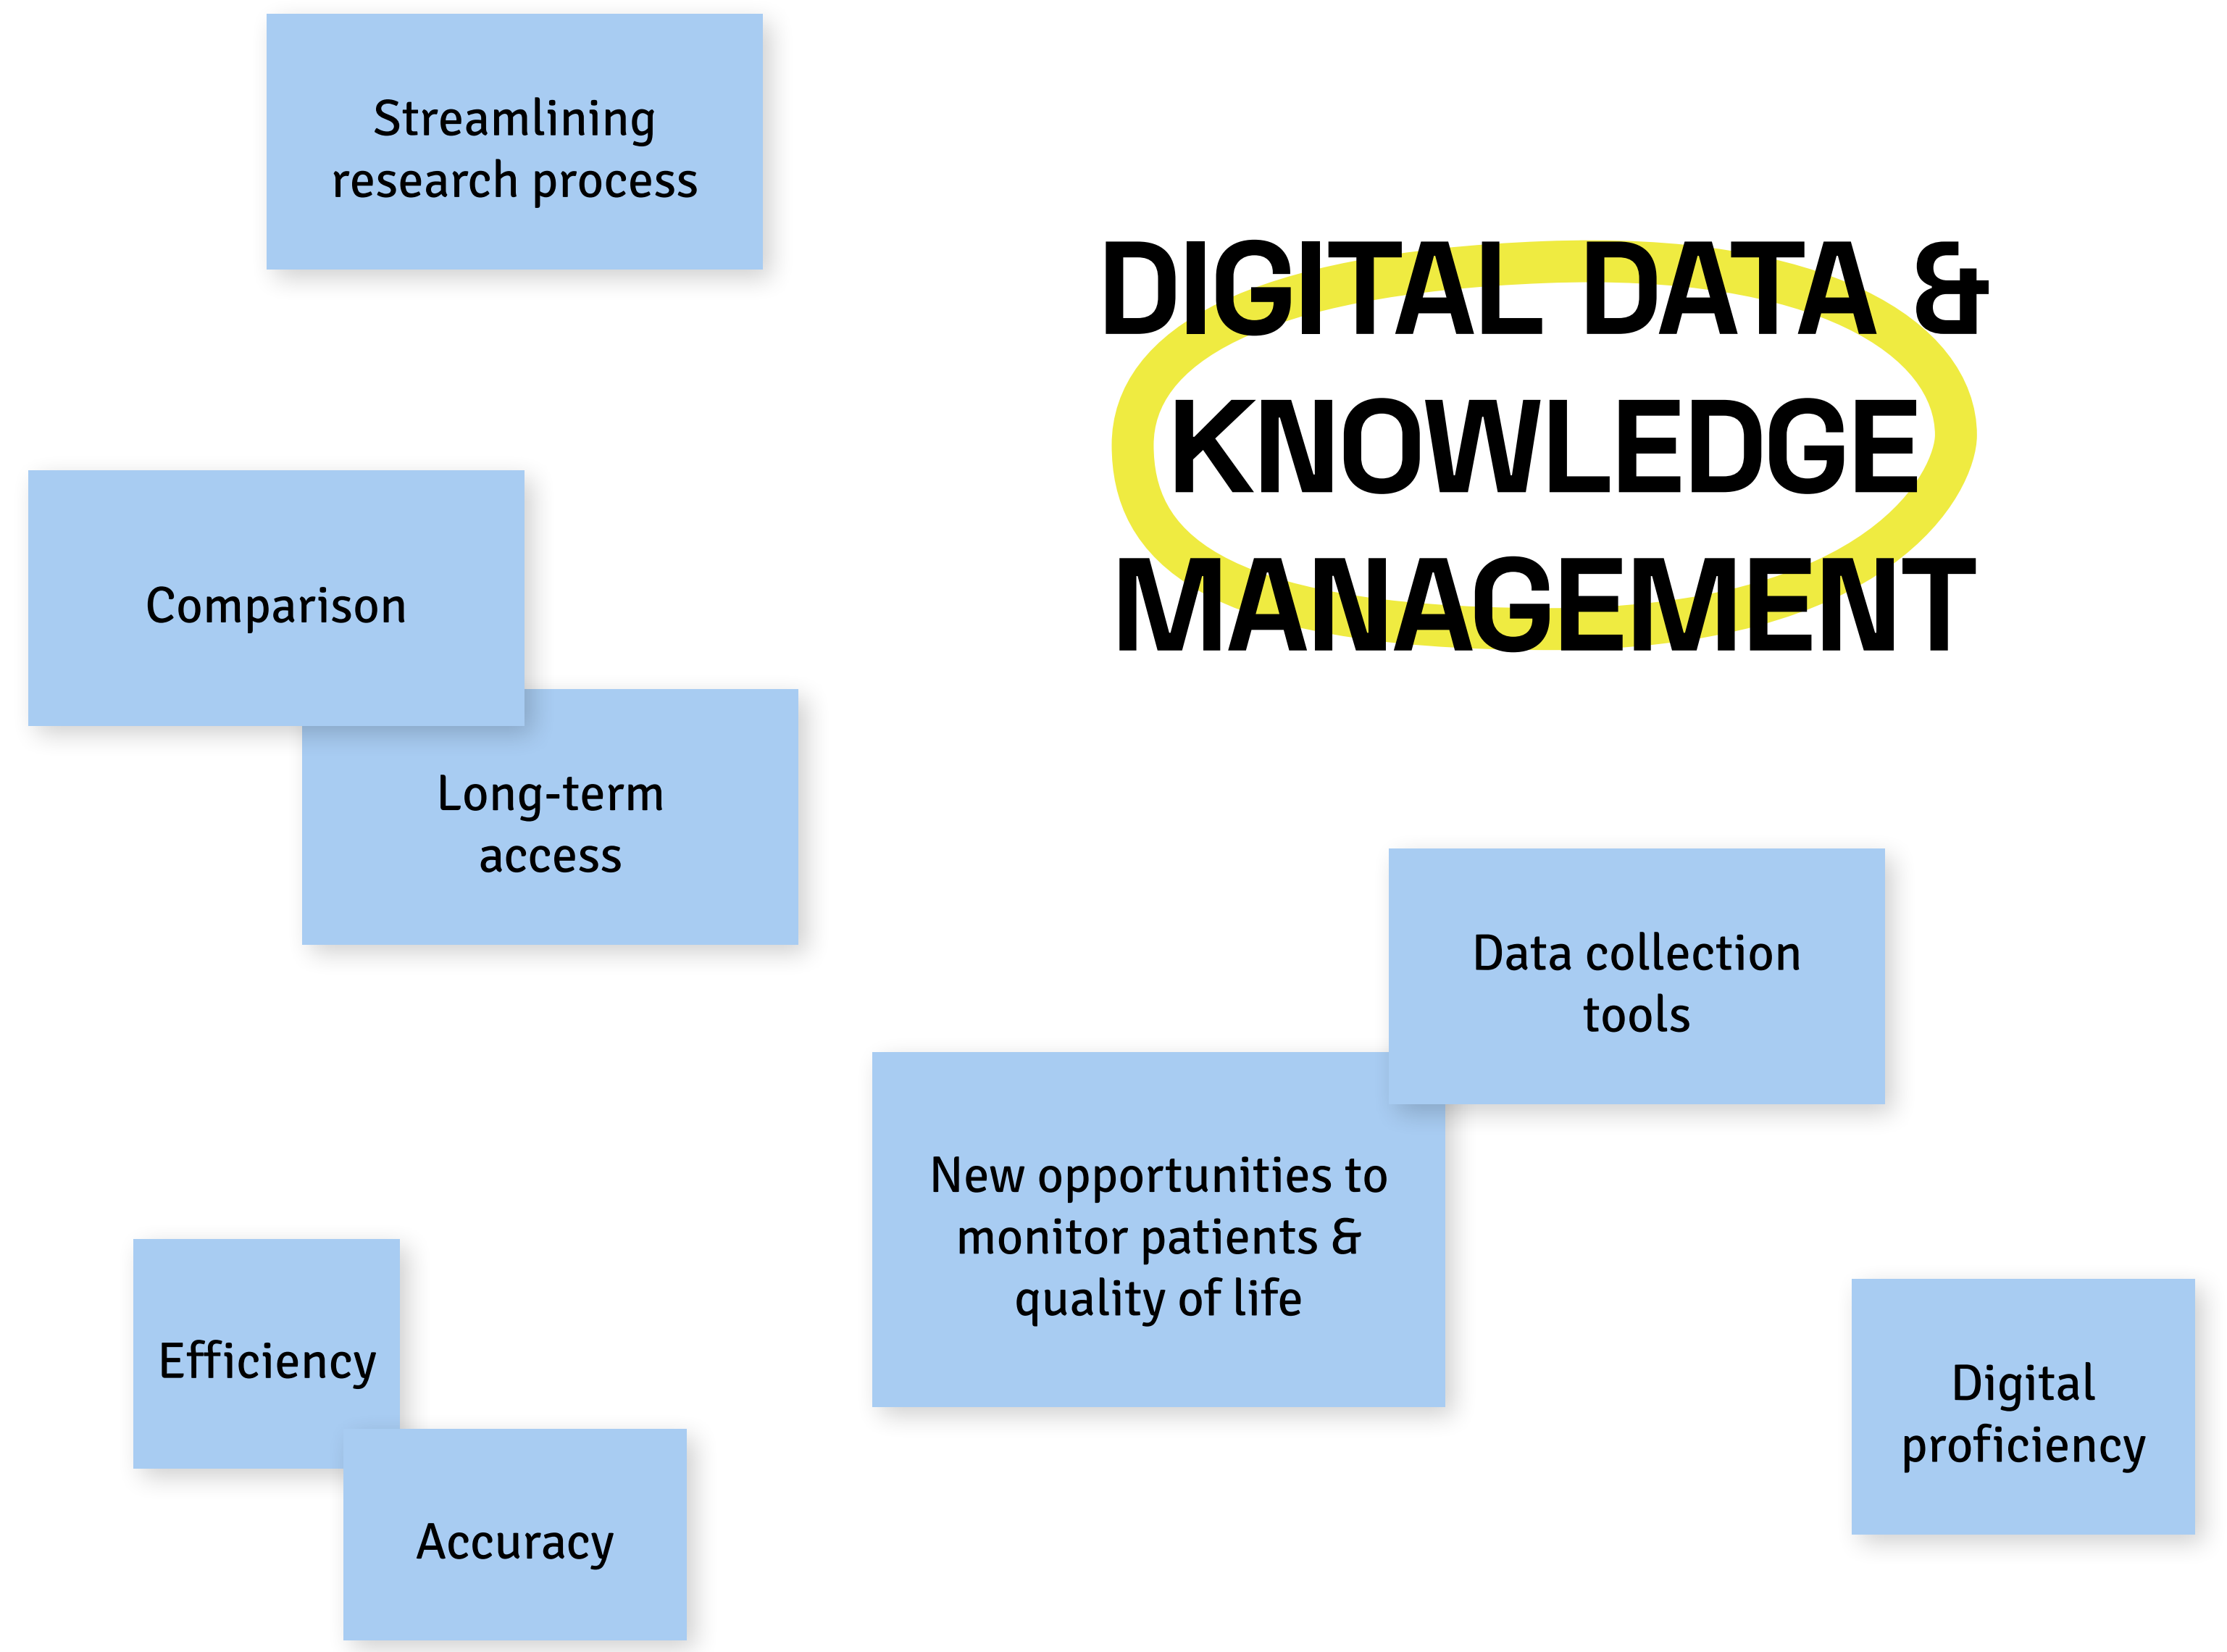 Streamlining
research process
DIGITAL DATA &
KNOWLEDGE
MANAGEMENT
Comparison
Long-term
access
Data collection
tools
New opportunities to
monitor patients &
quality of life
Efficiency
Accuracy
Digital
proficiency